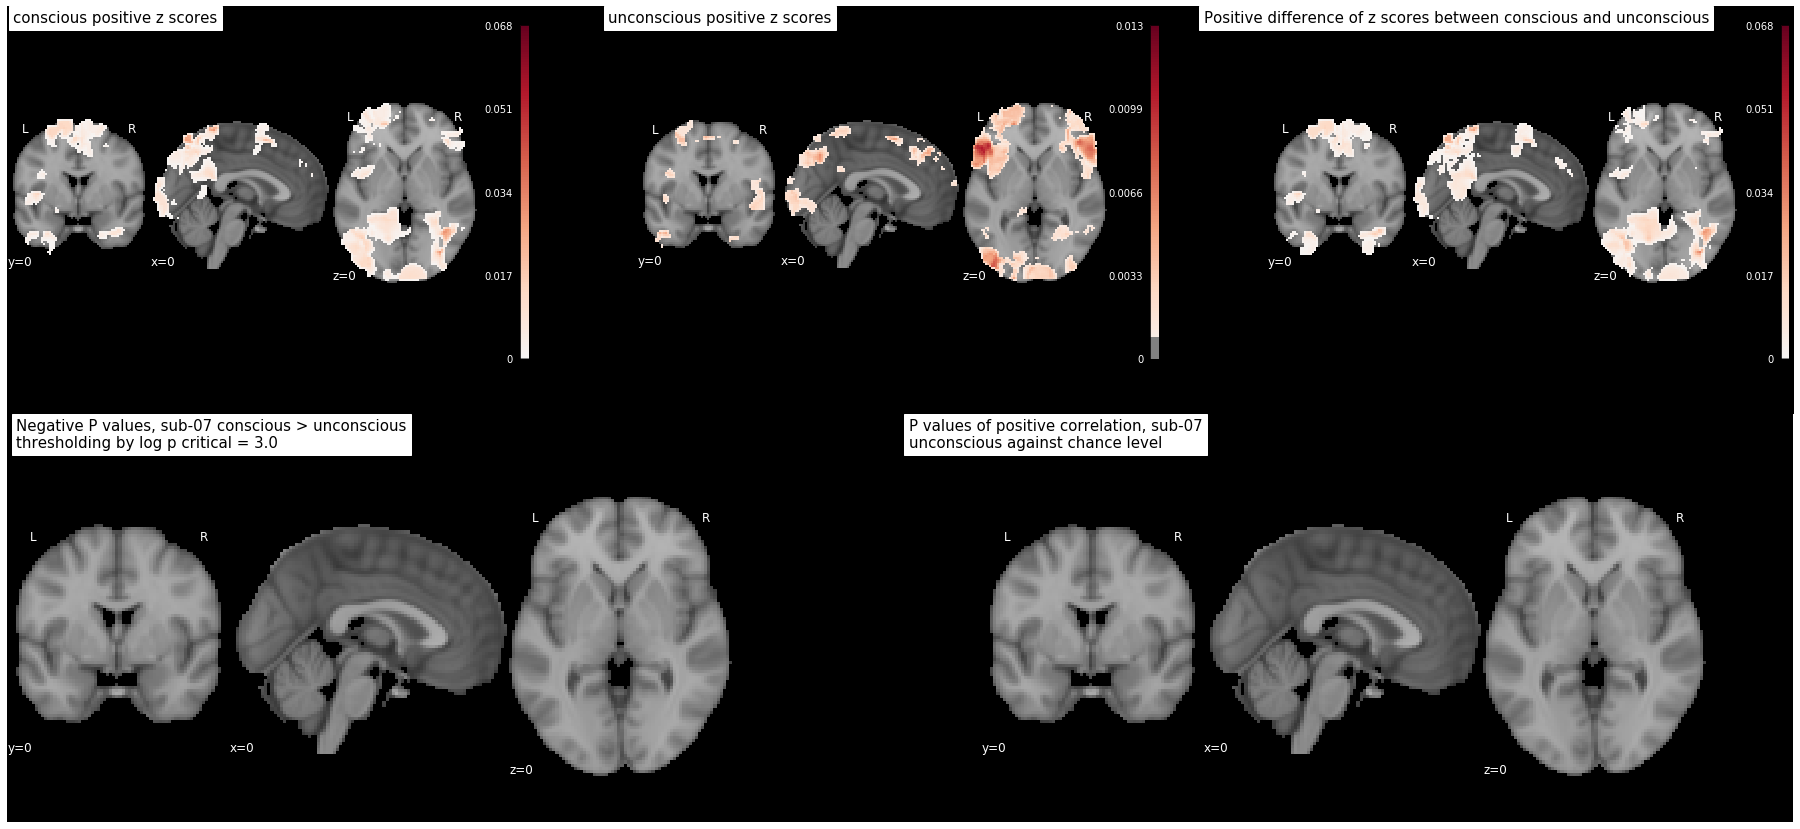 conscious positive z scores
unconscious positive z scores
Positive difference of z scores between conscious and unconscious
0.068
0.051
0.034
0.017
0
L R
y=0
x=0
L R
z=0
0.013
0.0099
0.0066
0.0033
0
L R
y=0
x=0
L R
z=0
0.068
0.051
0.034
0.017
0
L R
y=0
x=0
L R
z=0
Negative P values, sub-07 conscious > unconscious
thresholding by log p critical = 3.0
L R
y=0
x=0
L R
z=0
P values of positive correlation, sub-07
unconscious against chance level
L R
y=0
x=0
L R
z=0